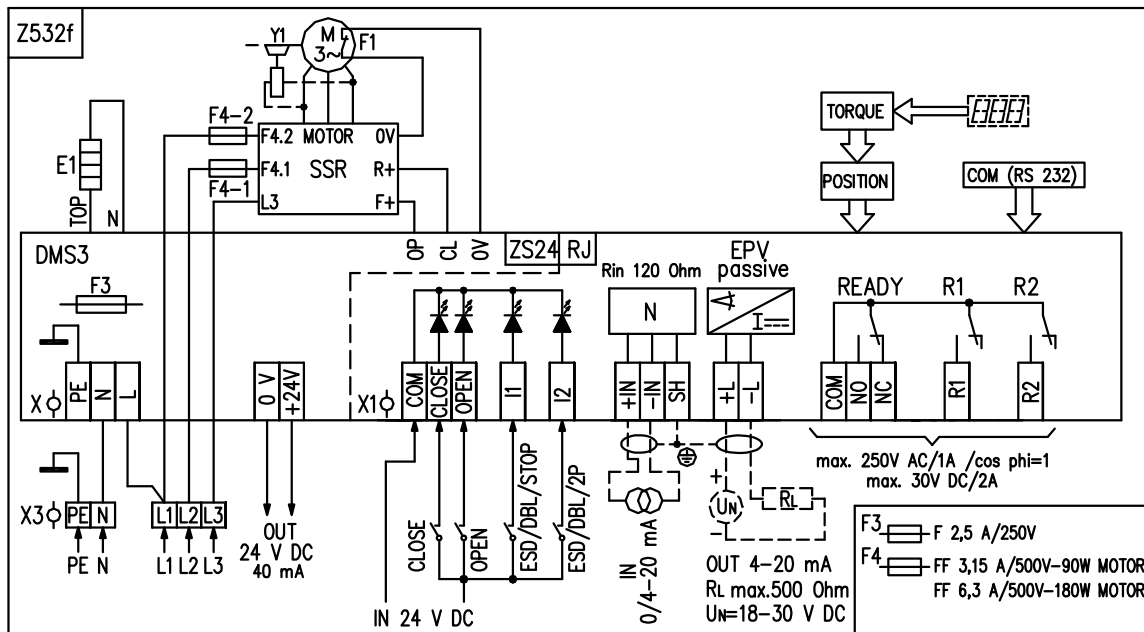 Z532f
Y1
M
3~
F1
F4-2
F4.2 MOTOR 0V
F4.1 SSR R+
F4-1
L3 F+
E1
TOP
N
TORQUE
POSITION
COM (RS 232)
DMS3
OP
CL
0V
ZS24 RJ
F3
Rin 120 Ohm
N
EPV
passive
I
READY R1 R2
X
PE
N
L
0 V
+24V
X1
COM
CLOSE
OPEN
I1
I2
+IN
-IN
SH
+L
-L
COM
NO
NC
R1
R2
max. 250V AC/1A /cos phi=1
max. 30V DC/2A
X3
PE N
L1 L2 L3
PE N
L1 L2 L3
OUT
24 V DC
40 mA
CLOSE
OPEN
ESD/DBL/STOP
ESD/DBL/2P
IN 24 V DC
IN
0/4-20 mA
+
UN
-
RL
OUT 4-20 mA
RL max.500 Ohm
UN=18-30 V DC
F3 F 2,5 A/250V
F4 FF 3,15 A/500V-90W MOTOR
FF 6,3 A/500V-180W MOTOR